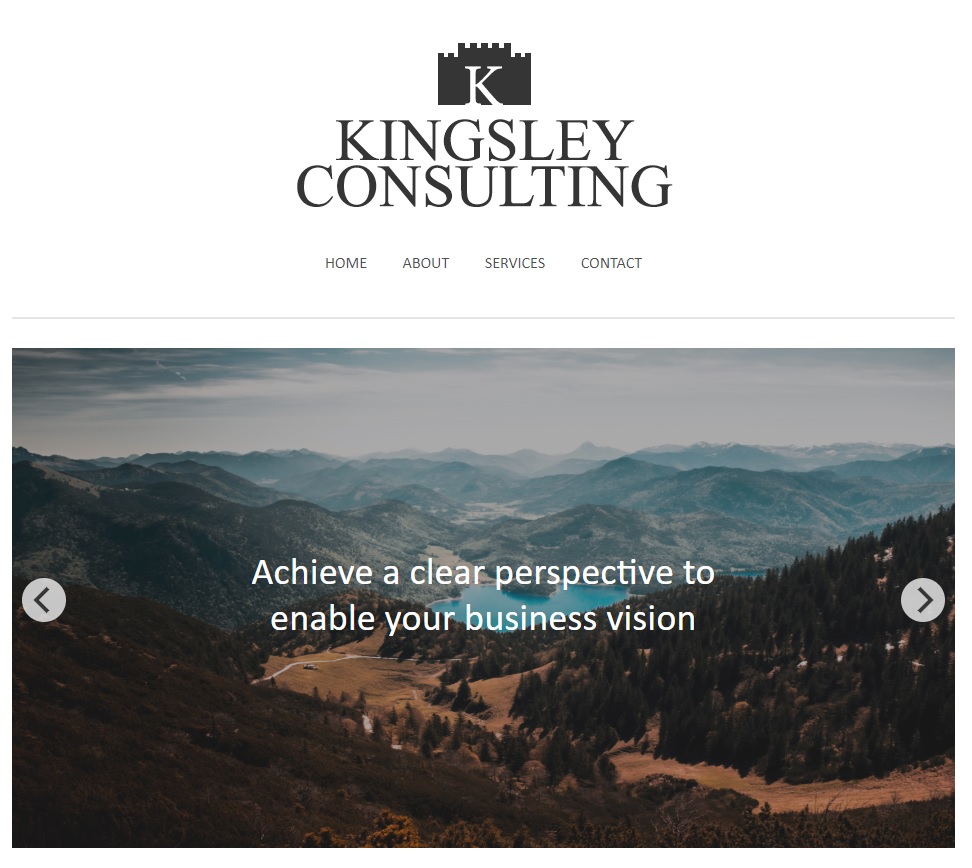 K
KINGSLEY
CONSULTING
HOME ABOUT SERVICES CONTACT
Achieve a clear perspective to
enable your business vision